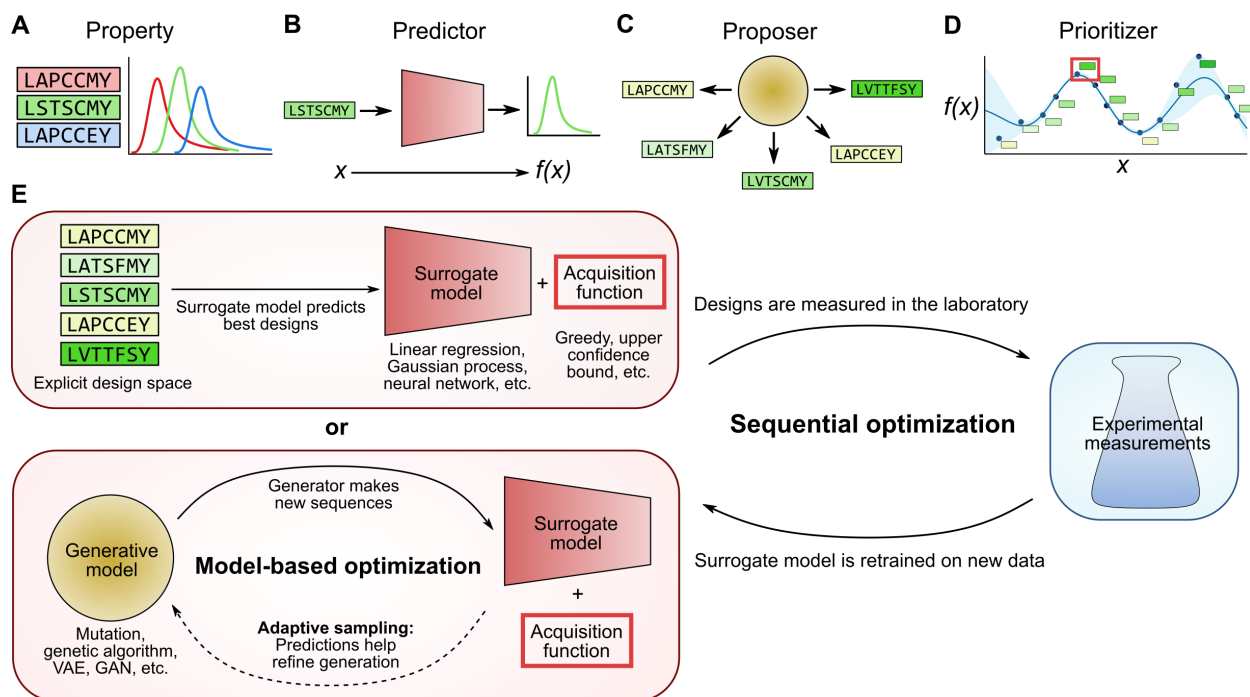 A
Property
LAPCCMY
LSTSCMY
LAPCCEY
B
Predictor
LSTSCMY
x
f(x)
C
Proposer
LAPCCMY
LVTTFSY
LATSFMY
LAPCCEY
LVTSCMY
D
Prioritizer
f(x)
x
E
LAPCCMY
LATSFMY
LSTSCMY
LAPCCEY
LVTTFSY
Explicit design space
Surrogate model predicts
best designs
Surrogate
model
+
Acquisition
function
Linear regression,
Gaussian process,
neural network, etc.
Greedy, upper
confidence
bound, etc.
or
Generative
model
Mutation,
genetic algorithm,
VAE, GAN, etc.
Generator makes
new sequences
Model-based optimization
Adaptive sampling:
Predictions help
refine generation
Surrogate
model
+
Acquisition
function
Designs are measured in the laboratory
Sequential optimization
Surrogate model is retrained on new data
Experimental
measurements